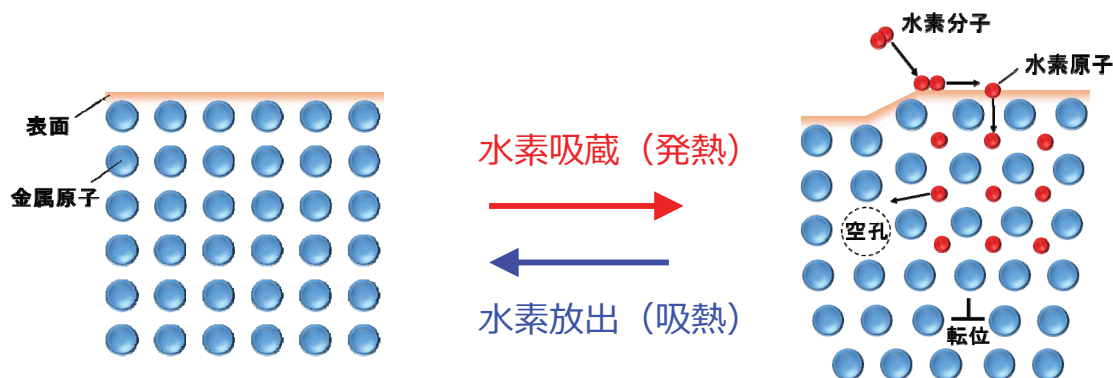 表面
金属原子
水素吸蔵（発熱）
水素放出（吸熱）
水素分子
水素原子
空孔
転位